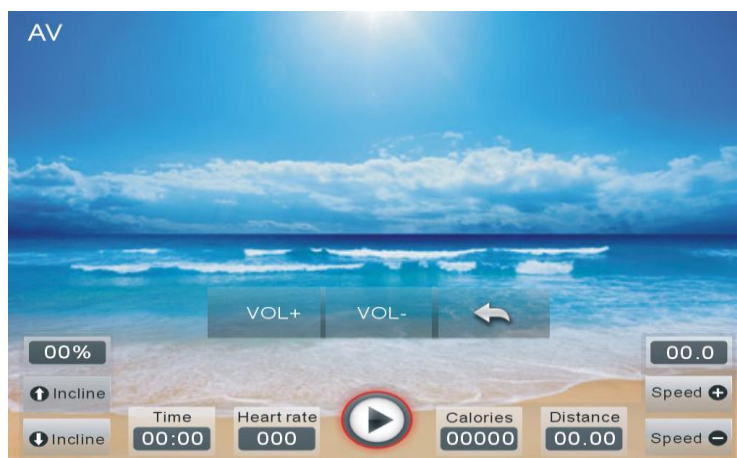 AV
VOL+ VOL-
00% 00.0
Incline Speed
Time Heart rate Calories Distance
00:00 000 00000 00.00
Incline Speed